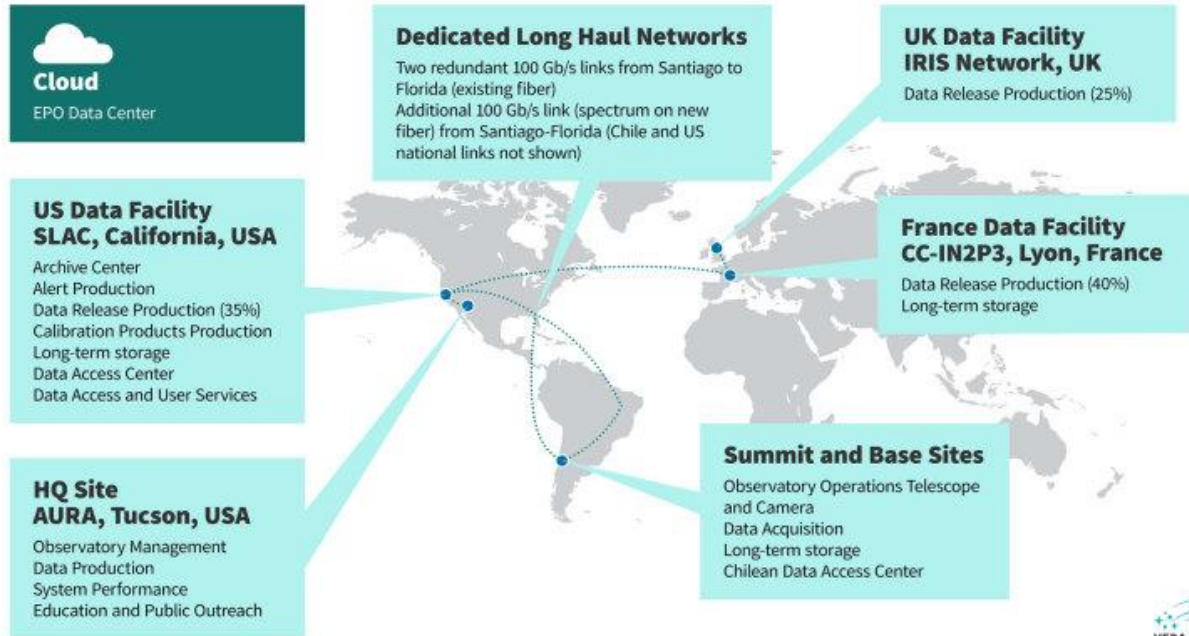 Cloud
EPO Data Center
Dedicated Long Haul Networks
Two redundant 100 Gb/s links from Santiago to
Florida (existing fiber)
Additional 100 Gb/s link (spectrum on new
fiber) from Santiago-Florida (Chile and US
national links not shown)
UK Data Facility
IRIS Network, UK
Data Release Production (25%)
US Data Facility
SLAC, California, USA
Archive Center
Alert Production
Data Release Production (35%)
Calibration Products Production
Long-term storage
Data Access Center
Data Access and User Services
France Data Facility
CC-IN2P3, Lyon, France
Data Release Production (40%)
Long-term storage
HQ Site
AURA, Tucson, USA
Observatory Management
Data Production
System Performance
Education and Public Outreach
Summit and Base Sites
Observatory Operations Telescope
and Camera
Data Acquisition
Long-term storage
Chilean Data Access Center